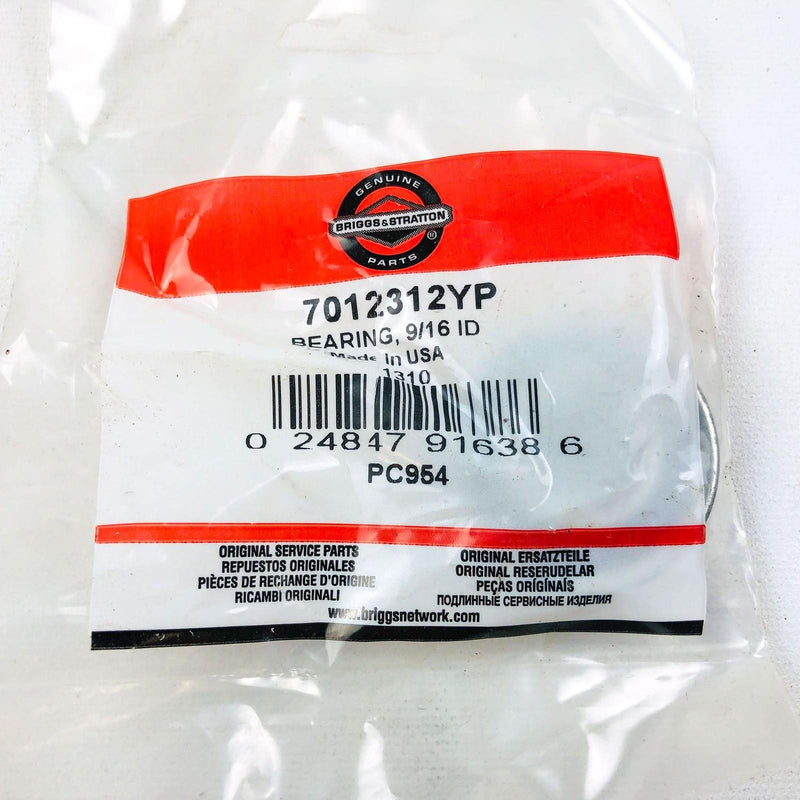 GENUINE
BRIGGS&STRATTON
®
PARTS
7012312YP
BEARING, 9/16 ID
Made in USA
1310
0 24847 91638 6
PC954
ORIGINAL SERVICE PARTS
REPUESTOS ORIGINALES
PIÈCES DE RECHANGE D'ORIGINE
RICAMBI ORIGINALI
ORIGINAL ERSATZTEILE
ORIGINAL RESERUDELAR
PEÇAS ORIGINAIS
ПОДЛИННЫЕ СЕРВИСНЫЕ ИЗДЕЛИЯ
www.briggsnetwork.com